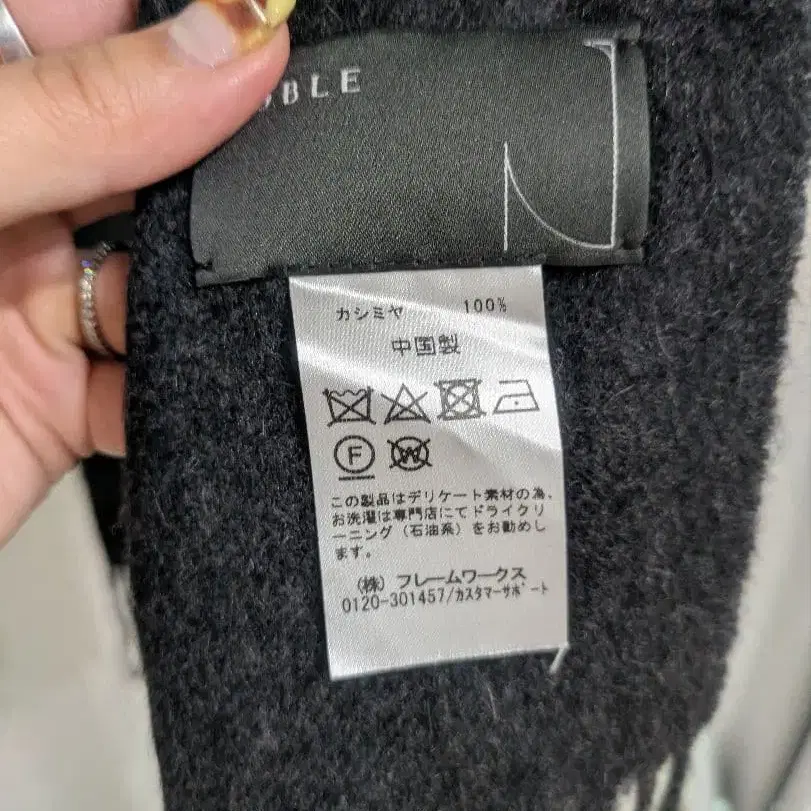 カシミヤ 100%
中国製
F W
この製品はデリケート素材の為、
お洗濯は専門店にてドライクリ
ーニング（石油系）をお勧めし
ます。
（株）フレームワークス
0120-301457/ｶｽﾀﾏｰｻﾎﾟｰﾄ